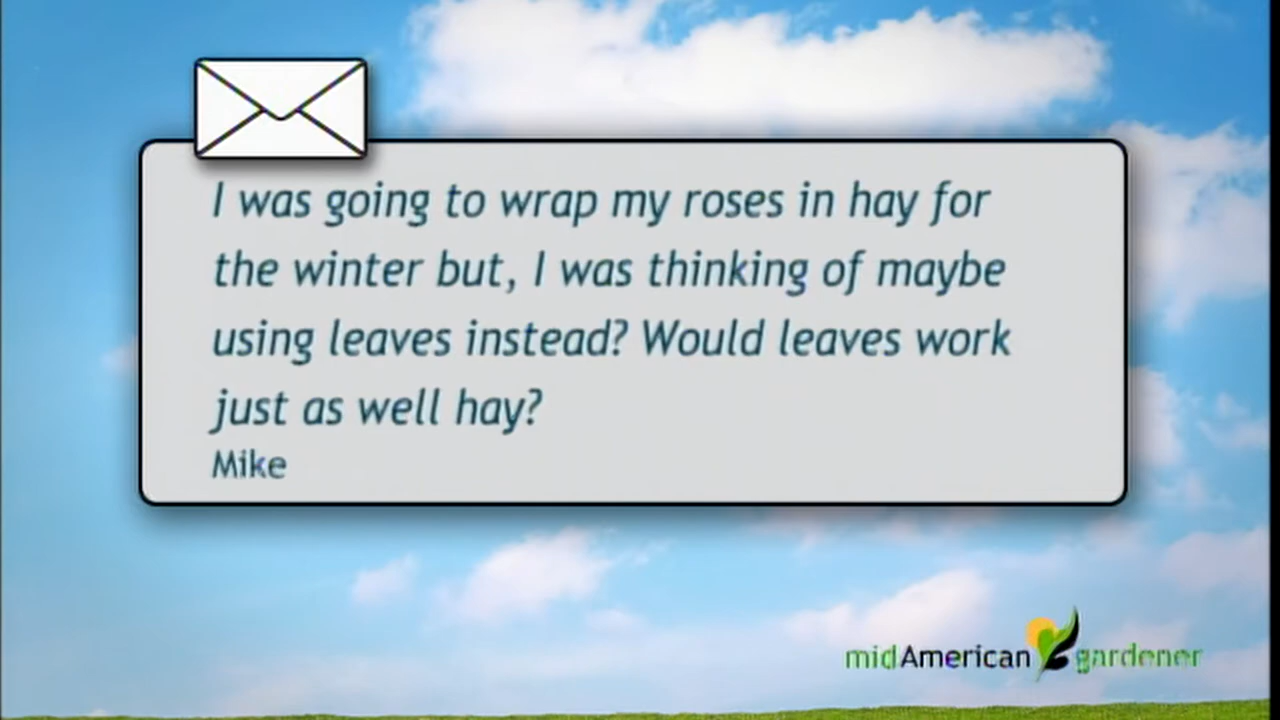 I was going to wrap my roses in hay for
the winter but, I was thinking of maybe
using leaves instead? Would leaves work
just as well hay?
Mike
midAmerican gardener